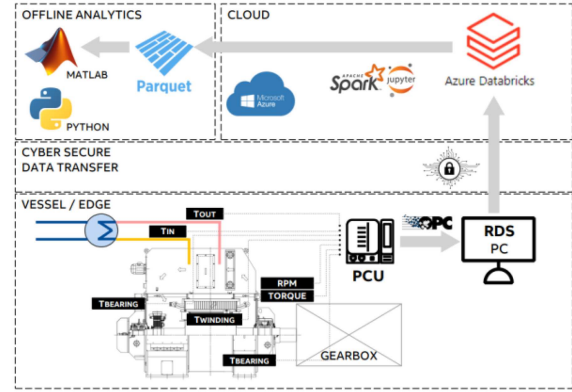 OFFLINE ANALYTICS
MATLAB
PYTHON
Parquet
CLOUD
Microsoft
Azure
APACHE
Spark
jupyter
Azure Databricks
CYBER SECURE
DATA TRANSFER
VESSEL / EDGE
TOUT
TIN
TBEARING
TWINDING
TBEARING
RPM
TORQUE
GEARBOX
PCU
OPC
RDS
PC